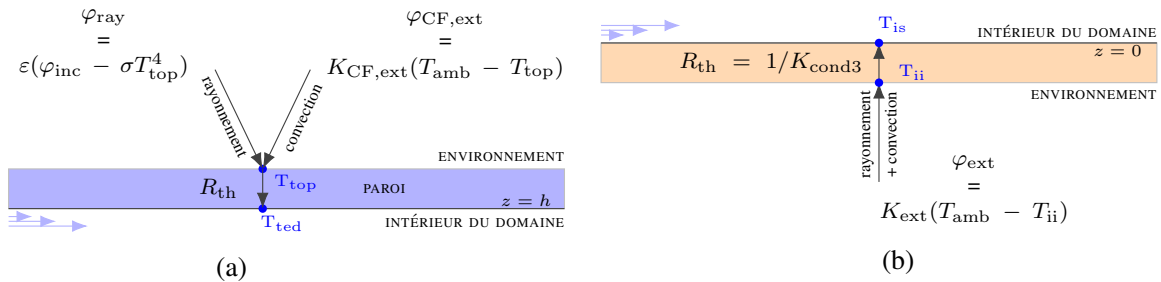 φray
=
ε(φinc − σT⁴top)
φCF,ext
=
KCF,ext(Tamb − Ttop)
rayonnement
convection
ENVIRONNEMENT
Rth
Ttop
PAROI
z = h
Tted
INTÉRIEUR DU DOMAINE
(a)
Tis
INTÉRIEUR DU DOMAINE
z = 0
Rth = 1/Kcond3
Tii
ENVIRONNEMENT
rayonnement
+ convection
φext
=
Kext(Tamb − Tii)
(b)